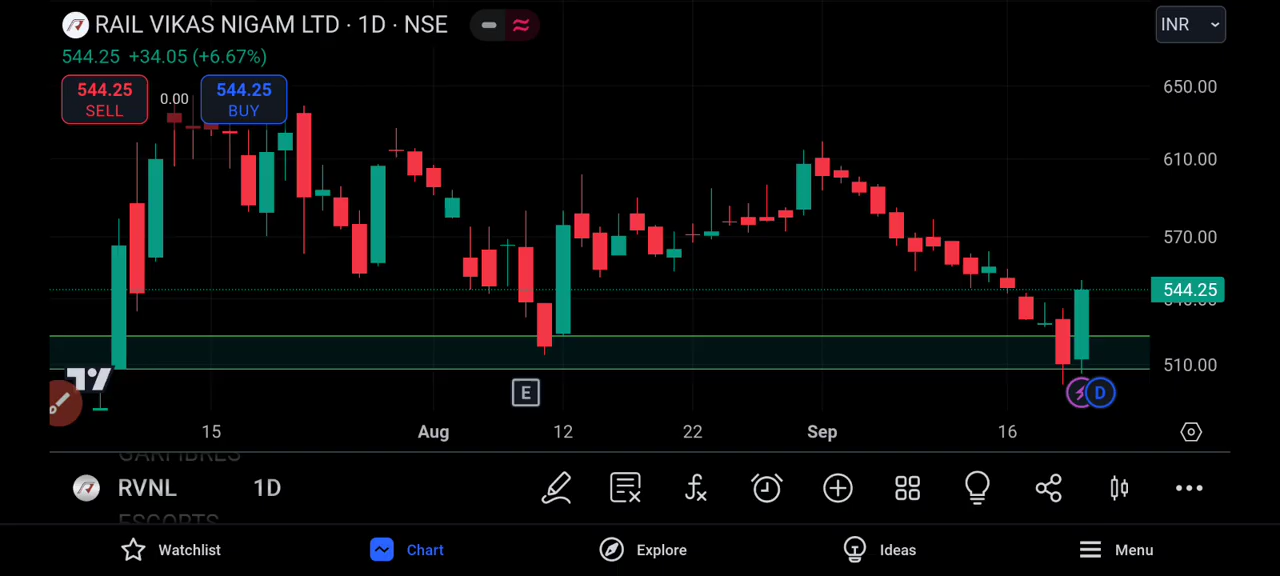 RAIL VIKAS NIGAM LTD · 1D · NSE
INR
544.25 +34.05 (+6.67%)
544.25
SELL
0.00
544.25
BUY
650.00
610.00
570.00
544.25
510.00
E
D
15
Aug
12
22
Sep
16
GARFIBRES
RVNL 1D
ESCORTS
Watchlist
Chart
Explore
Ideas
Menu